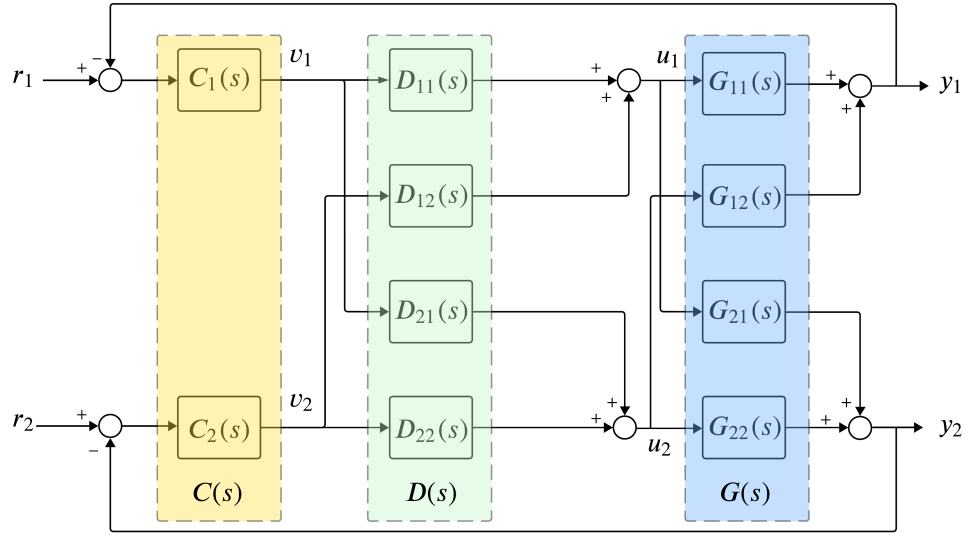 r₁ + − C₁(s) v₁ D₁₁(s) + + u₁ G₁₁(s) + + y₁
D₁₂(s) G₁₂(s)
D₂₁(s) G₂₁(s)
r₂ + − C₂(s) v₂ D₂₂(s) + + u₂ G₂₂(s) + + y₂
C(s) D(s) G(s)